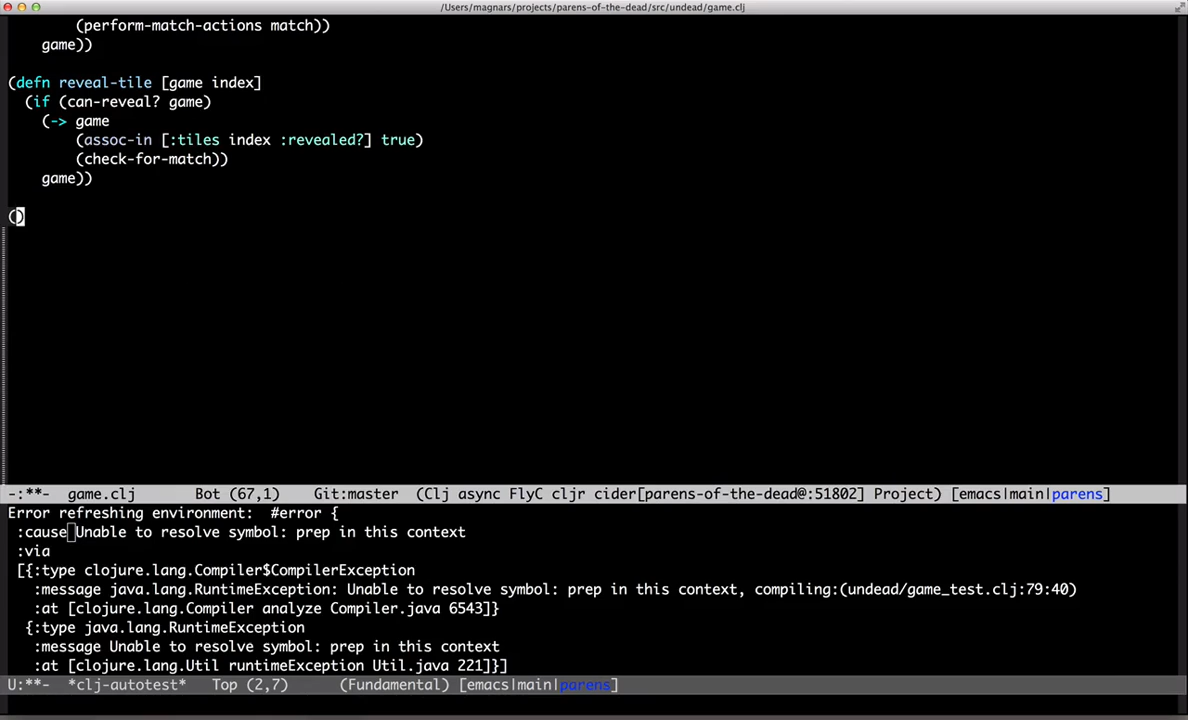 /Users/magnars/projects/parens-of-the-dead/src/undead/game.clj
(perform-match-actions match))
game))
(defn reveal-tile [game index]
(if (can-reveal? game)
(-> game
(assoc-in [:tiles index :revealed?] true)
(check-for-match))
game))
()
-:**-  game.clj      Bot (67,1)    Git:master  (Clj async FlyC cljr cider[parens-of-the-dead@:51802] Project) [emacs|main|parens]
Error refreshing environment:  #error {
:cause Unable to resolve symbol: prep in this context
:via
[{:type clojure.lang.Compiler$CompilerException
:message java.lang.RuntimeException: Unable to resolve symbol: prep in this context, compiling:(undead/game_test.clj:79:40)
:at [clojure.lang.Compiler analyze Compiler.java 6543]}
{:type java.lang.RuntimeException
:message Unable to resolve symbol: prep in this context
:at [clojure.lang.Util runtimeException Util.java 221]}]
U:**-  *clj-autotest*   Top (2,7)      (Fundamental) [emacs|main|parens]